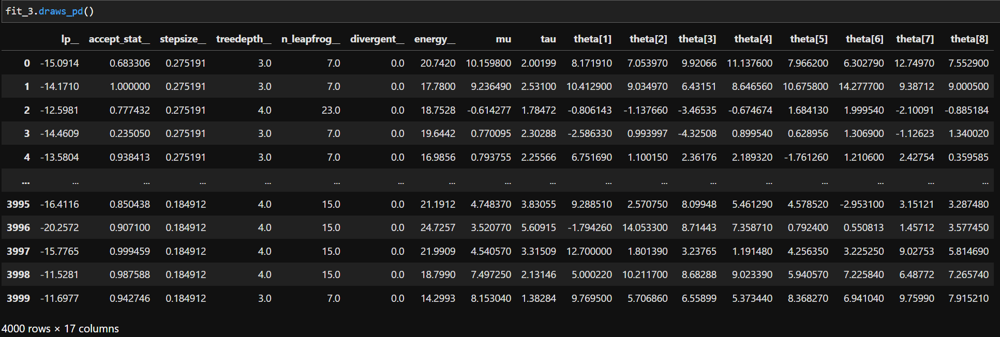 fit_3.draws_pd()
lp__ accept_stat__ stepsize__ treedepth__ n_leapfrog__ divergent__ energy__ mu tau theta[1] theta[2] theta[3] theta[4] theta[5] theta[6] theta[7] theta[8]
0 -15.0914 0.683306 0.275191 3.0 7.0 0.0 20.7420 10.159800 2.00199 8.171910 7.053970 9.92066 11.137600 7.966200 6.302790 12.74970 7.552900
1 -14.1710 1.000000 0.275191 3.0 7.0 0.0 17.7800 9.236490 2.53100 10.412900 9.034970 6.43151 8.646560 10.675800 14.277700 9.38712 9.000500
2 -12.5981 0.777432 0.275191 4.0 23.0 0.0 18.7528 -0.614277 1.78472 -0.806143 -1.137660 -3.46535 -0.674674 1.684130 1.999540 -2.10091 -0.885184
3 -14.4609 0.235050 0.275191 3.0 7.0 0.0 19.6442 0.770095 2.30288 -2.586330 0.993997 -4.32508 0.899540 0.628956 1.306900 -1.12623 1.340020
4 -13.5804 0.938413 0.275191 3.0 7.0 0.0 16.9856 0.793755 2.25566 6.751690 1.100150 2.36176 2.189320 -1.761260 1.210600 2.42754 0.359585
... ... ... ... ... ... ... ... ... ... ... ... ... ... ... ... ... ...
3995 -16.4116 0.850438 0.184912 4.0 15.0 0.0 21.1912 4.748370 3.83055 9.288510 2.570750 8.09948 5.461290 4.578520 -2.953100 3.15121 3.287480
3996 -20.2572 0.907100 0.184912 4.0 15.0 0.0 24.7257 3.520770 5.60915 -1.794260 14.053300 8.71443 7.358710 0.792400 0.550813 1.45712 3.577450
3997 -15.7765 0.999459 0.184912 4.0 15.0 0.0 21.9909 4.540570 3.31509 12.700000 1.801390 3.23765 1.191480 4.256350 3.225250 9.02753 5.814690
3998 -11.5281 0.987588 0.184912 4.0 15.0 0.0 18.7990 7.497250 2.13146 5.000220 10.211700 8.68288 9.023390 5.940570 7.225840 6.48772 7.265740
3999 -11.6977 0.942746 0.184912 3.0 7.0 0.0 14.2993 8.153040 1.38284 9.769500 5.706860 6.55899 5.373440 8.368270 6.941040 9.75990 7.915210
4000 rows × 17 columns